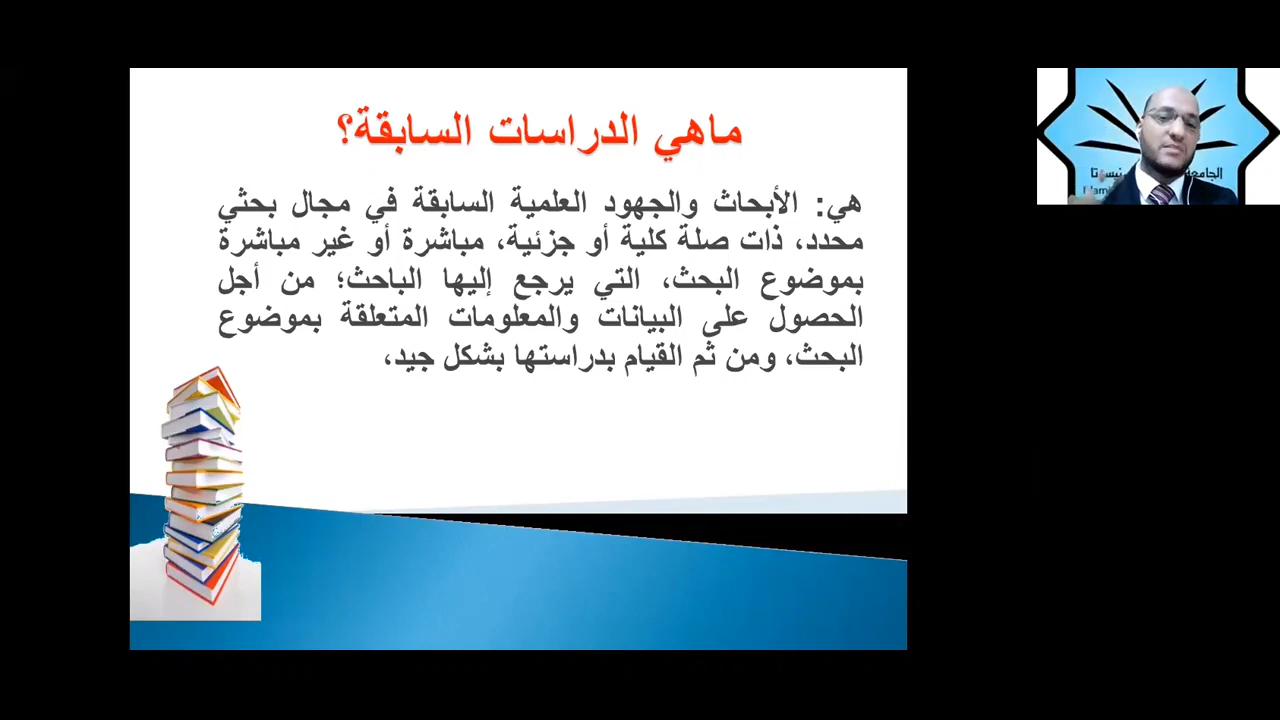 ماهي الدراسات السابقة؟
هي: الأبحاث والجهود العلمية السابقة في مجال بحثي
محدد، ذات صلة كلية أو جزئية، مباشرة أو غير مباشرة
بموضوع البحث، التي يرجع إليها الباحث؛ من أجل
الحصول على البيانات والمعلومات المتعلقة بموضوع
البحث، ومن ثم القيام بدراستها بشكل جيد،